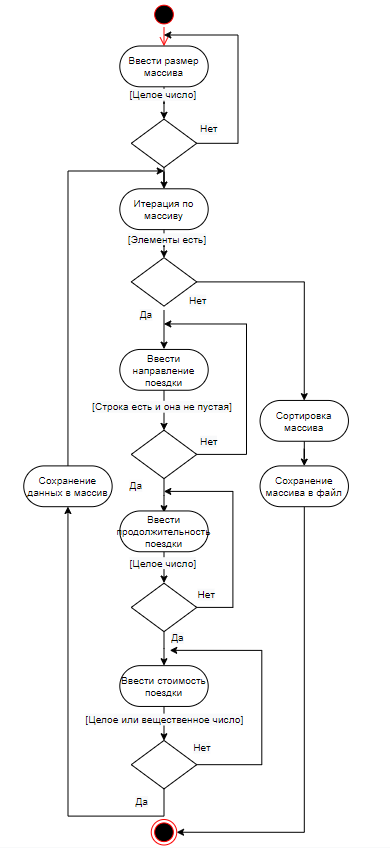 Ввести размер
массива
[Целое число]
Нет
Итерация по
массиву
[Элементы есть]
Нет
Да
Ввести
направление
поездки
[Строка есть и она не пустая]
Нет
Сортировка
массива
Сохранение
массива в файл
Сохранение
данных в массив
Да
Ввести
продолжительность
поездки
[Целое число]
Нет
Да
Ввести стоимость
поездки
[Целое или вещественное число]
Нет
Да